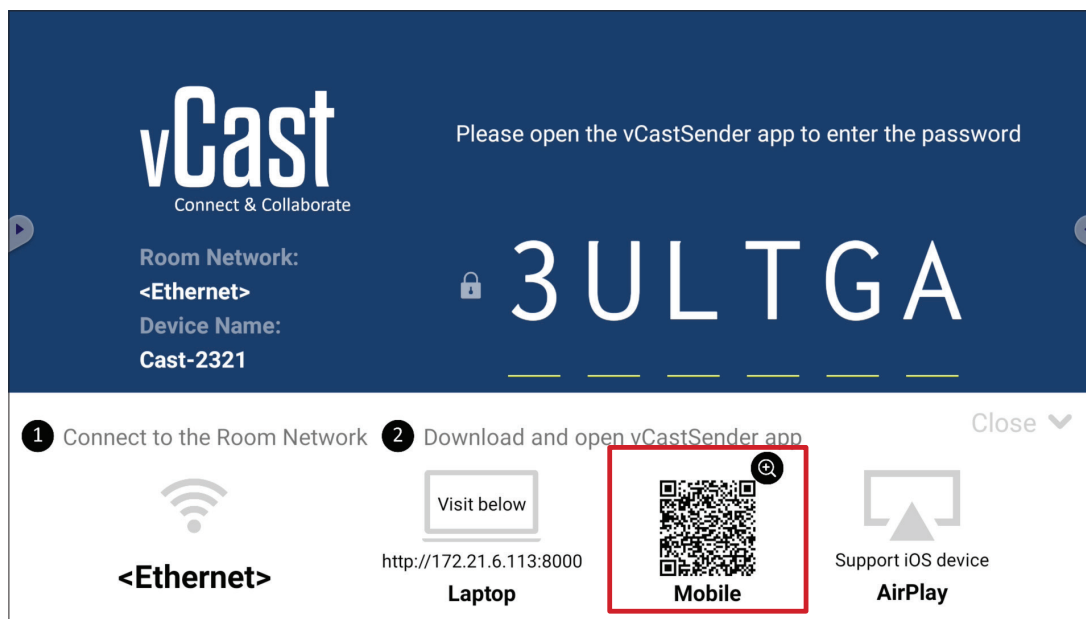 vCast
Connect & Collaborate
Please open the vCastSender app to enter the password
Room Network:
<Ethernet>
Device Name:
Cast-2321
3ULTGA
1 Connect to the Room Network
2 Download and open vCastSender app
Close
<Ethernet>
Visit below
http://172.21.6.113:8000
Laptop
Mobile
Support iOS device
AirPlay